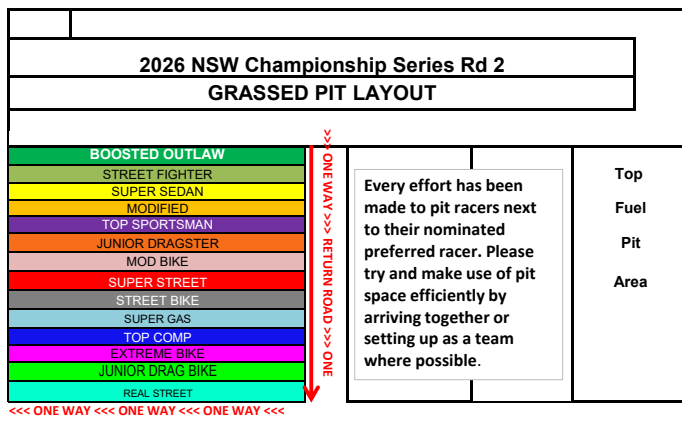 2026 NSW Championship Series Rd 2
GRASSED PIT LAYOUT
BOOSTED OUTLAW
STREET FIGHTER
SUPER SEDAN
MODIFIED
TOP SPORTSMAN
JUNIOR DRAGSTER
MOD BIKE
SUPER STREET
STREET BIKE
SUPER GAS
TOP COMP
EXTREME BIKE
JUNIOR DRAG BIKE
REAL STREET
<<< ONE WAY <<< ONE WAY <<< ONE WAY <<<
>>> ONE WAY >>> RETURN ROAD >>> ONE
Every effort has been
made to pit racers next
to their nominated
preferred racer. Please
try and make use of pit
space efficiently by
arriving together or
setting up as a team
where possible.
Top
Fuel
Pit
Area